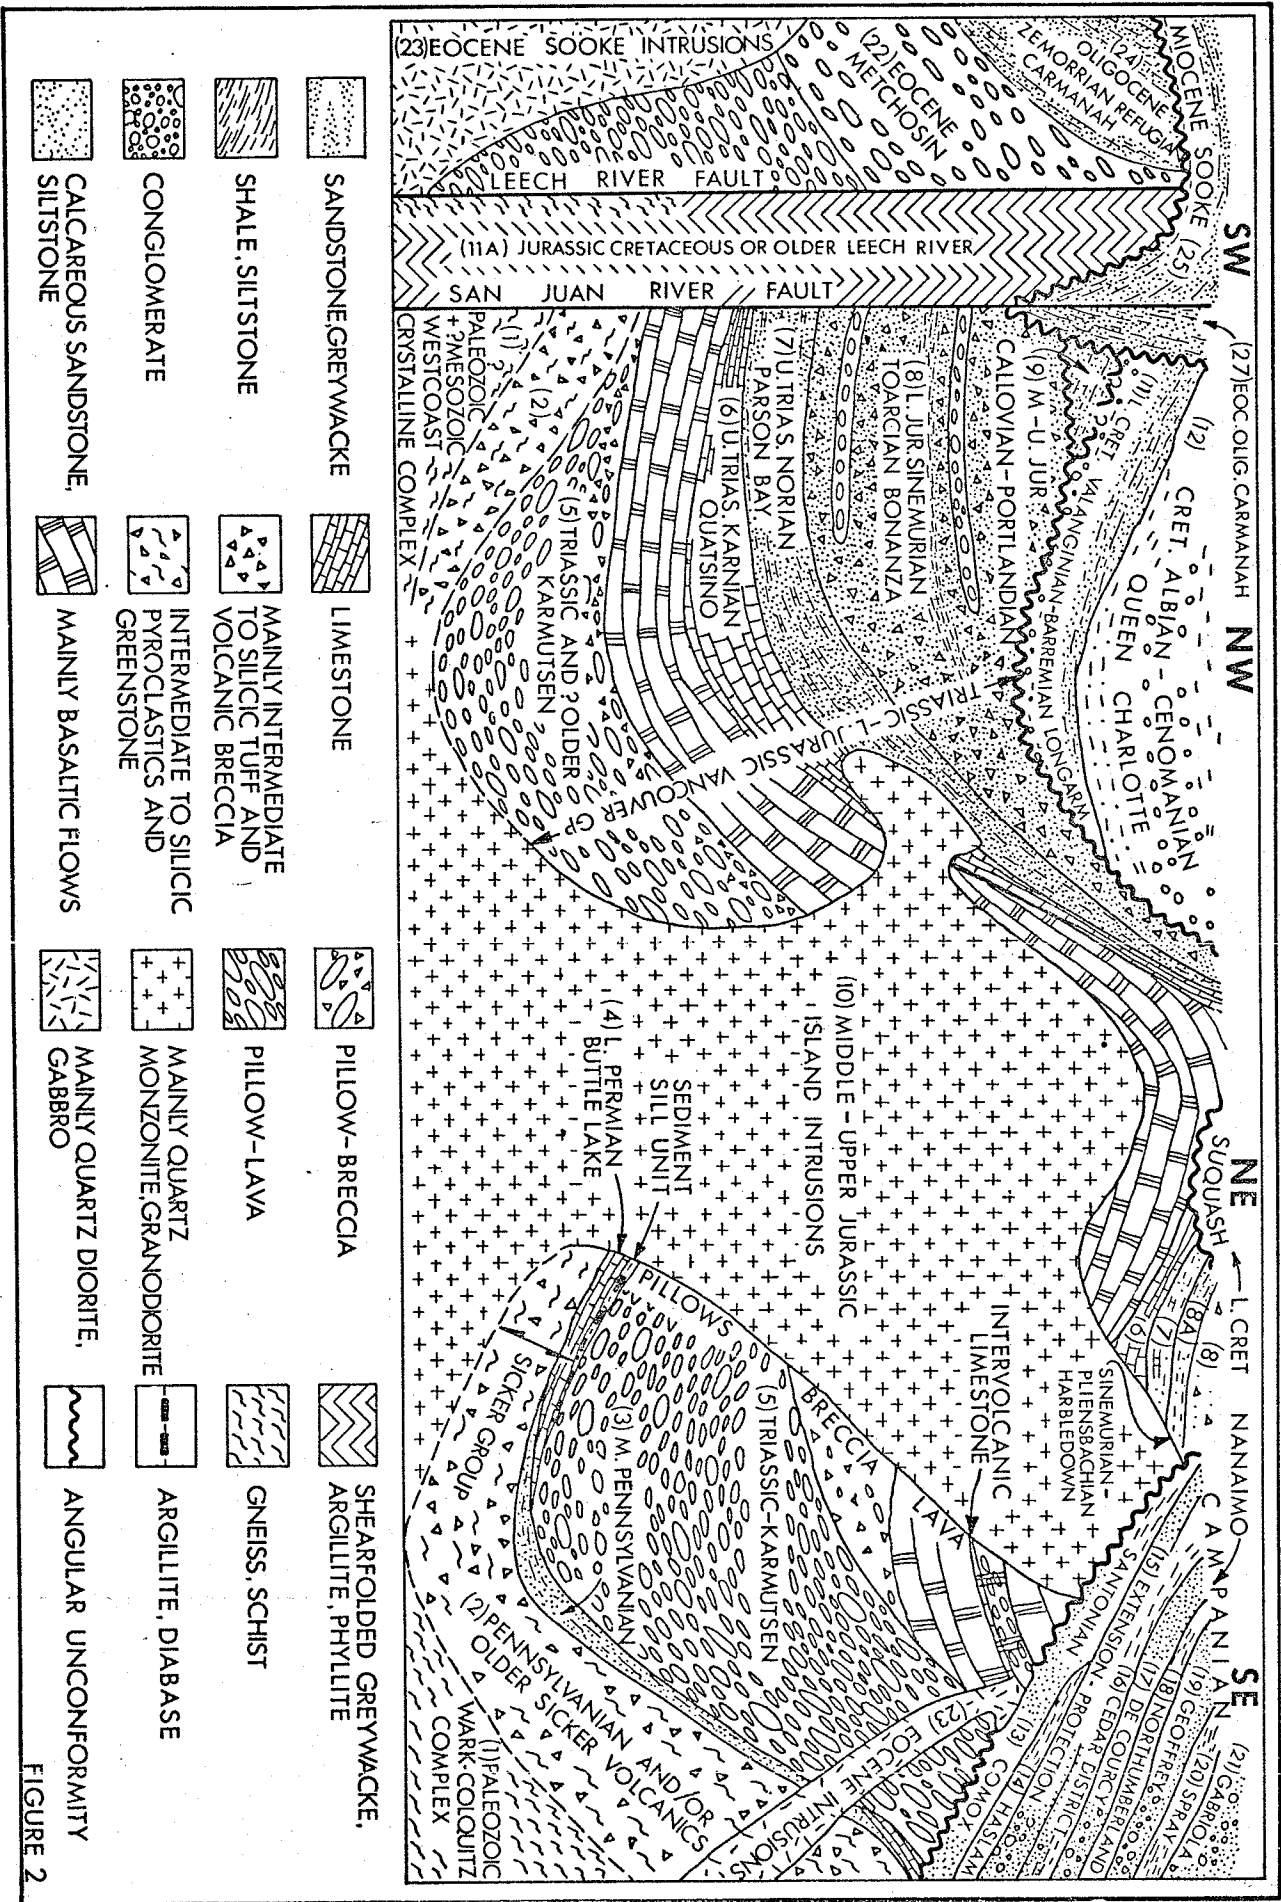 SW
NW
NE
SE
MIOCENE SOOKE (25)
(24)
OLIGOCENE
ZEMORRIAN REFUGIA
CARMANAH
(22) EOCENE
METCHOSIN
(23) EOCENE SOOKE INTRUSIONS
LEECH RIVER FAULT
(11A) JURASSIC CRETACEOUS OR OLDER LEECH RIVER
SAN JUAN RIVER FAULT
(27) EOC. OLIG. CARMANAH
(12) CRET. ALBIAN - CENOMANIAN
QUEEN CHARLOTTE
(11) L. CRET. VALANGINIAN-BARREMIAN LONGARM
(9) M-U. JUR
CALLOVIAN-PORTLANDIAN
(8) L. JUR SINEMURIAN
TOARCIAN BONANZA
(7) U. TRIAS. NORIAN
PARSON BAY
(6) U. TRIAS. KARNIAN
QUATSINO
TRIASSIC-L. JURASSIC VANCOUVER GP
(5) TRIASSIC AND ?OLDER
KARMUTSEN
(2)
(1) ?
PALEOZOIC
+ ?MESOZOIC
WESTCOAST
CRYSTALLINE COMPLEX
(10) MIDDLE-UPPER JURASSIC
ISLAND INTRUSIONS
SEDIMENT
SILL UNIT
(4) L. PERMIAN
BUTTLE LAKE
SUQUASH
L. CRET NANAIMO
CAMPANIAN
(8)
(8A)
(7)
(6)
SINEMURIAN-
PLIENSBACHIAN
HARBLEDOWN
INTERVOLCANIC
LIMESTONE
PILLOWS
BRECCIA
LAVA
(5) TRIASSIC-KARMUTSEN
(3) M. PENNSYLVANIAN
SICKER GROUP
(2) PENNSYLVANIAN AND/OR
OLDER SICKER VOLCANICS
(1) PALEOZOIC
WARK-COLQUITZ
COMPLEX
(23) EOCENE INTRUSIONS
(21) GABRIOLA
(20) SPRAY
(19) GEOFFREY
(18) NORTHUMBERLAND
(17) DE COURCY
(16) CEDAR DISTRICT
(15) EXTENSION - PROTECTION
SANTONIAN
(14) HASLAM
(13) COMOX
SANDSTONE, GREYWACKE
SHALE, SILTSTONE
CONGLOMERATE
CALCAREOUS SANDSTONE,
SILTSTONE
LIMESTONE
MAINLY INTERMEDIATE
TO SILICIC TUFF AND
VOLCANIC BRECCIA
INTERMEDIATE TO SILICIC
PYROCLASTICS AND
GREENSTONE
MAINLY BASALTIC FLOWS
PILLOW-BRECCIA
PILLOW-LAVA
MAINLY QUARTZ
MONZONITE, GRANODIORITE
MAINLY QUARTZ DIORITE,
GABBRO
SHEARFOLDED GREYWACKE,
ARGILLITE, PHYLLITE
GNEISS, SCHIST
ARGILLITE, DIABASE
ANGULAR UNCONFORMITY
FIGURE 2